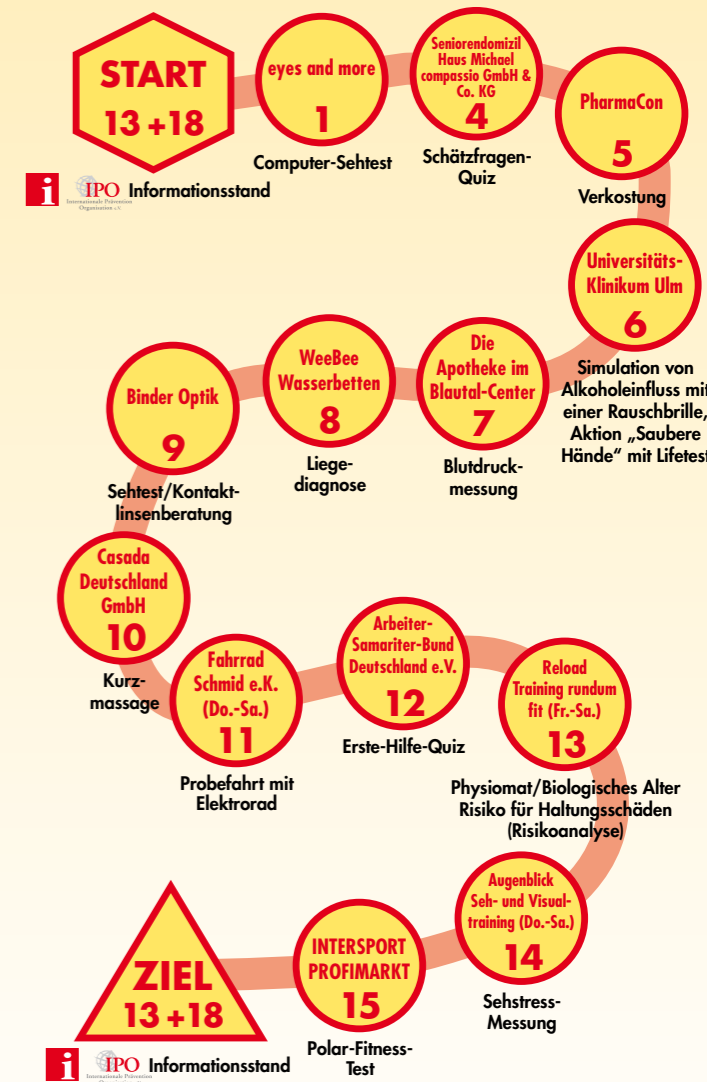 START
13 +18
eyes and more
1
Computer-Sehtest
Seniorendomizil
Haus Michael
compassio GmbH &
Co. KG
4
Schätzfragen-
Quiz
PharmaCon
5
Verkostung
i IPO Informationsstand
Internationale Prävention
Organisation e.V.
Universitäts-
Klinikum Ulm
6
Simulation von
Alkoholeinfluss mit
einer Rauschbrille,
Aktion „Saubere
Hände“ mit Lifetest
Die
Apotheke im
Blautal-Center
7
Blutdruck-
messung
WeeBee
Wasserbetten
8
Liege-
diagnose
Binder Optik
9
Sehtest/Kontakt-
linsenberatung
Casada
Deutschland
GmbH
10
Kurz-
massage
Fahrrad
Schmid e.K.
(Do.-Sa.)
11
Probefahrt mit
Elektrorad
Arbeiter-
Samariter-Bund
Deutschland e.V.
12
Erste-Hilfe-Quiz
Reload
Training rundum
fit (Fr.-Sa.)
13
Physiomat/Biologisches Alter
Risiko für Haltungsschäden
(Risikoanalyse)
Augenblick
Seh- und Visual-
training (Do.-Sa.)
14
Sehstress-
Messung
INTERSPORT
PROFIMARKT
15
Polar-Fitness-
Test
ZIEL
13 +18
i IPO Informationsstand
Internationale Prävention